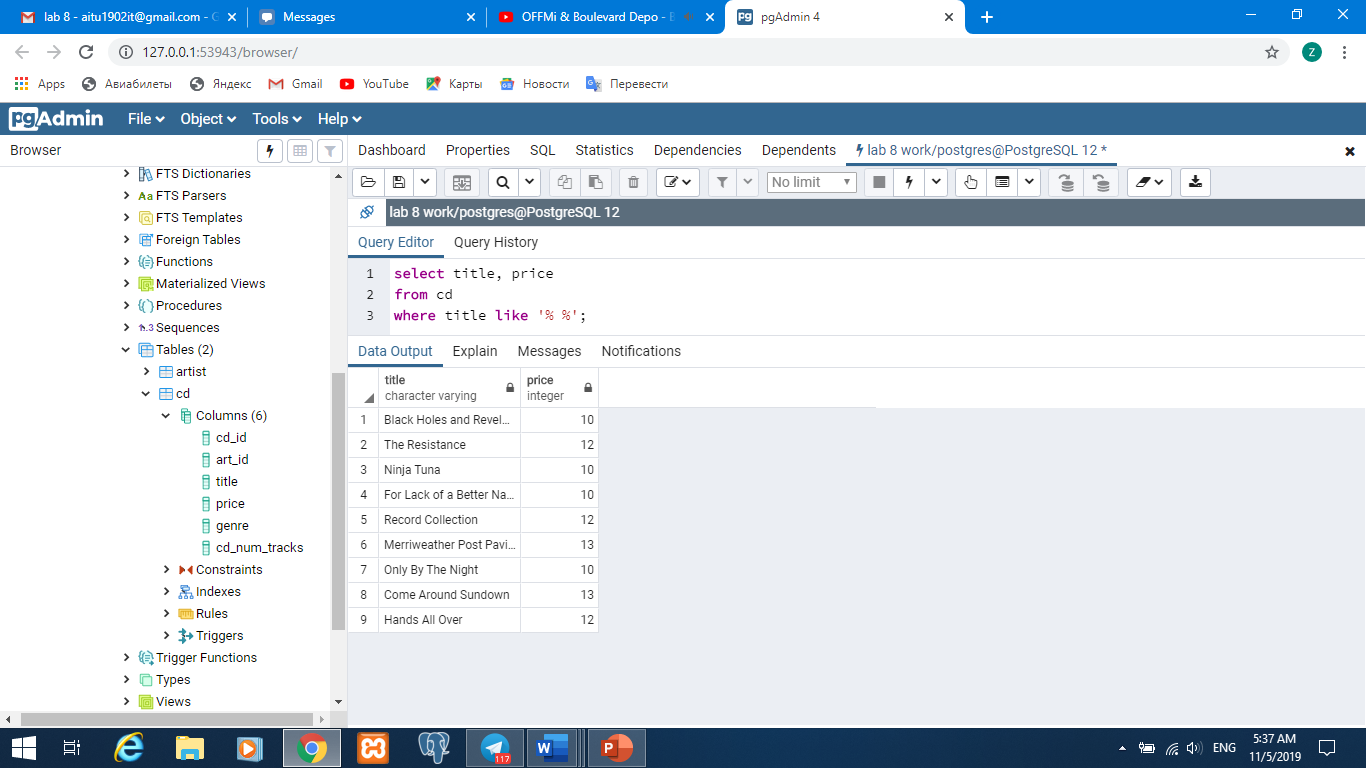 lab 8 - aitu1902it@gmail.com - G
Messages
OFFMi & Boulevard Depo - B
pgAdmin 4
127.0.0.1:53943/browser/
Z
Apps Авиабилеты Яндекс Gmail YouTube Карты Новости Перевести
pgAdmin File Object Tools Help
Browser
Dashboard Properties SQL Statistics Dependencies Dependents lab 8 work/postgres@PostgreSQL 12 *
No limit
lab 8 work/postgres@PostgreSQL 12
Query Editor Query History
1 select title, price
2 from cd
3 where title like '% %';
Data Output Explain Messages Notifications
title price
character varying integer
1 Black Holes and Revel... 10
2 The Resistance 12
3 Ninja Tuna 10
4 For Lack of a Better Na... 10
5 Record Collection 12
6 Merriweather Post Pavi... 13
7 Only By The Night 10
8 Come Around Sundown 13
9 Hands All Over 12
FTS Dictionaries
Aa FTS Parsers
FTS Templates
Foreign Tables
Functions
Materialized Views
Procedures
Sequences
Tables (2)
artist
cd
Columns (6)
cd_id
art_id
title
price
genre
cd_num_tracks
Constraints
Indexes
Rules
Triggers
Trigger Functions
Types
Views
117
ENG
5:37 AM
11/5/2019